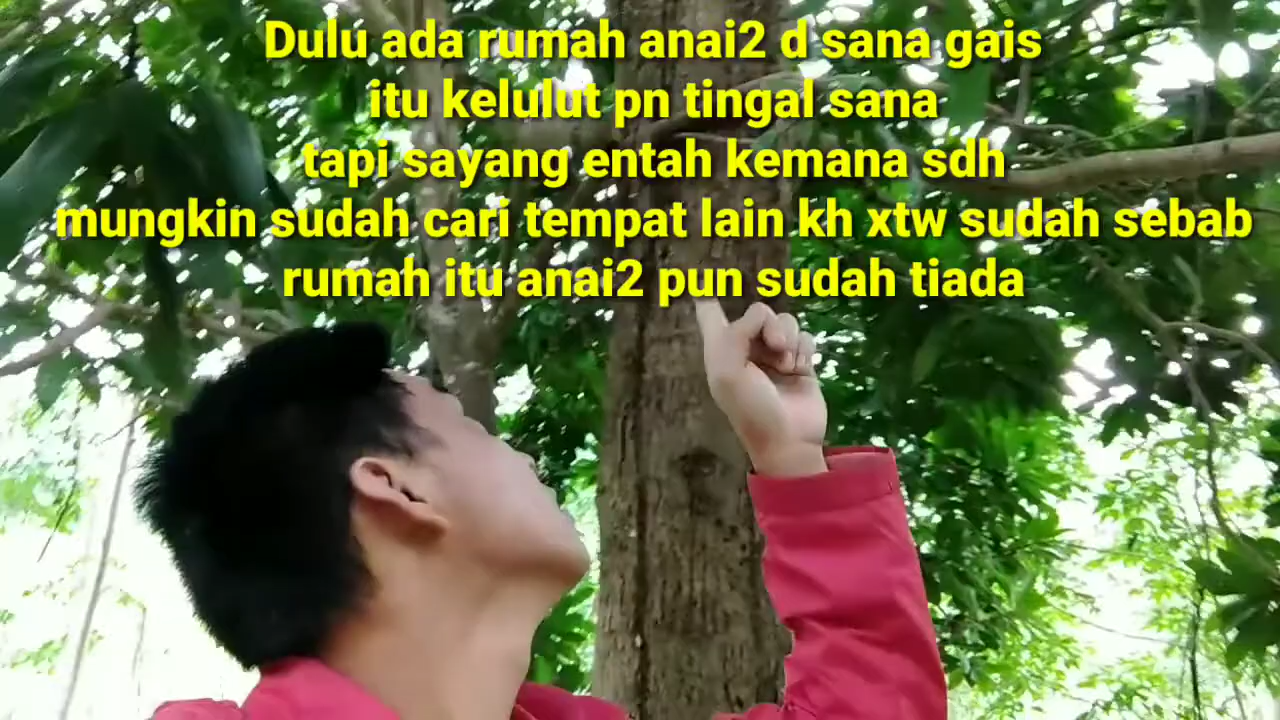 Dulu ada rumah anai2 d sana gais
itu kelulut pn tingal sana
tapi sayang entah kemana sdh
mungkin sudah cari tempat lain kh xtw sudah sebab
rumah itu anai2 pun sudah tiada